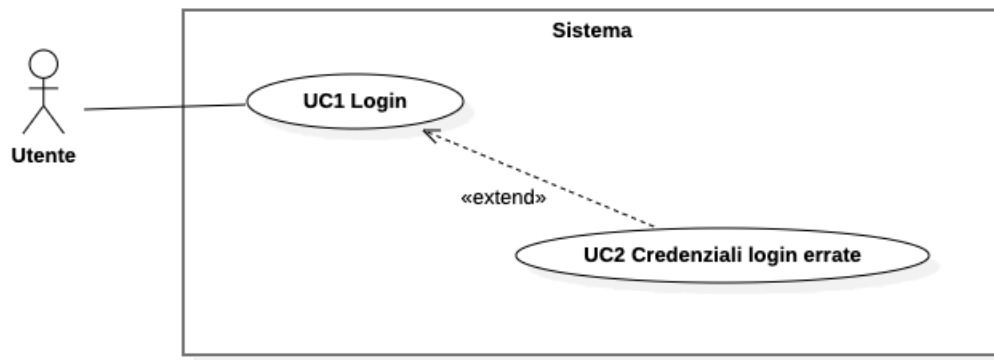 Sistema
UC1 Login
Utente
«extend»
UC2 Credenziali login errate